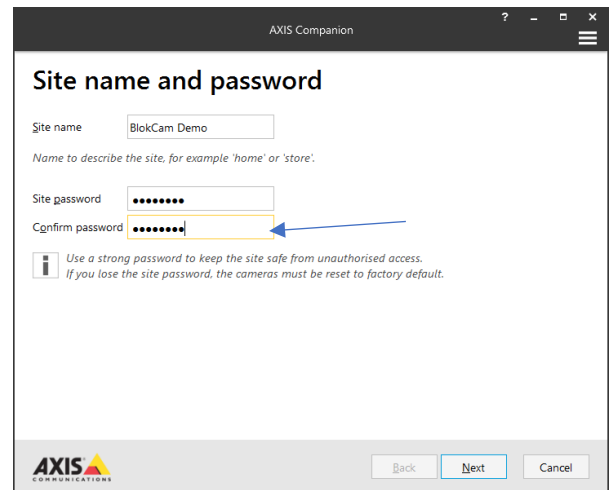 AXIS Companion
?
Site name and password
Site name BlokCam Demo
Name to describe the site, for example 'home' or 'store'.
Site password ●●●●●●●●
Confirm password ●●●●●●●●
i
Use a strong password to keep the site safe from unauthorised access.
If you lose the site password, the cameras must be reset to factory default.
AXIS
COMMUNICATIONS
Back Next Cancel